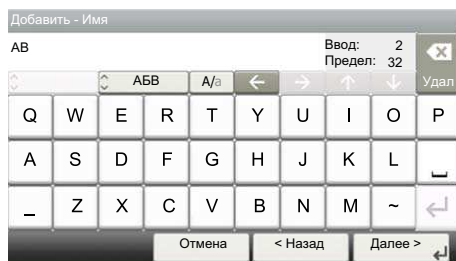 Добавить - Имя
AB
Ввод: 2
Предел: 32
Удал
АБВ A/a
Q W E R T Y U I O P
A S D F G H J K L
_ Z X C V B N M ~
Отмена < Назад Далее >